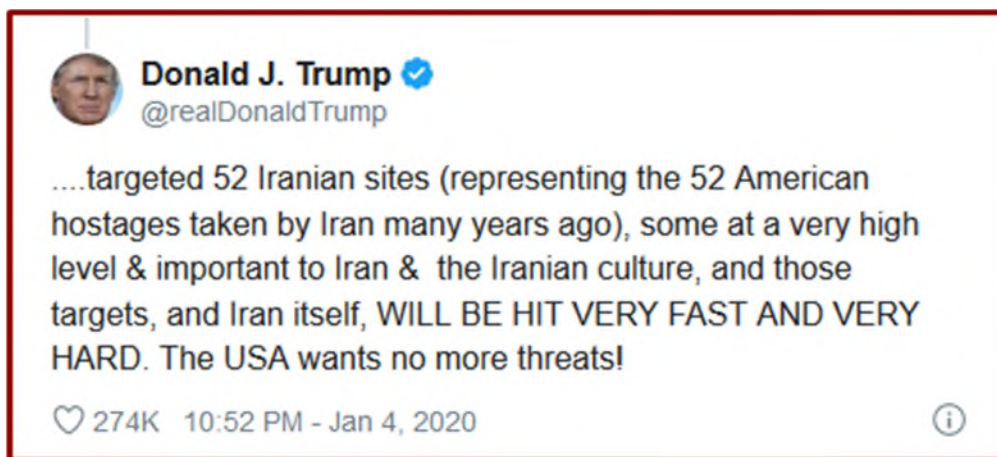 Donald J. Trump
@realDonaldTrump
....targeted 52 Iranian sites (representing the 52 American
hostages taken by Iran many years ago), some at a very high
level & important to Iran &  the Iranian culture, and those
targets, and Iran itself, WILL BE HIT VERY FAST AND VERY
HARD. The USA wants no more threats!
274K 10:52 PM - Jan 4, 2020